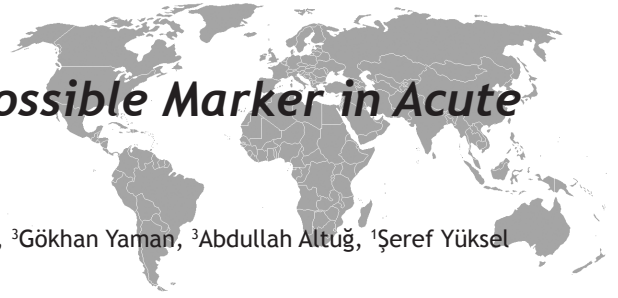 ossible Marker in Acute
, ³Gökhan Yaman, ³Abdullah Altuğ, ¹Şeref Yüksel